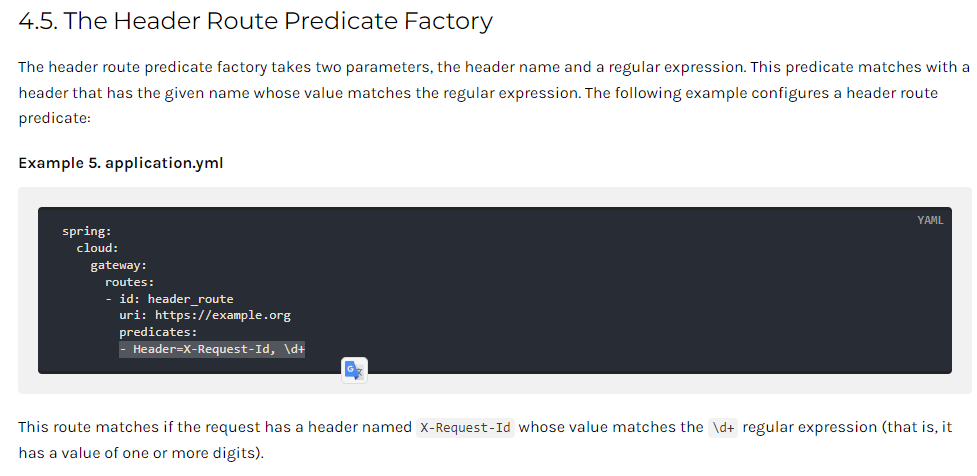 4.5. The Header Route Predicate Factory
The header route predicate factory takes two parameters, the header name and a regular expression. This predicate matches with a
header that has the given name whose value matches the regular expression. The following example configures a header route
predicate:
Example 5. application.yml
YAML
spring:
  cloud:
    gateway:
      routes:
      - id: header_route
        uri: https://example.org
        predicates:
        - Header=X-Request-Id, \d+
This route matches if the request has a header named X-Request-Id whose value matches the \d+ regular expression (that is, it
has a value of one or more digits).